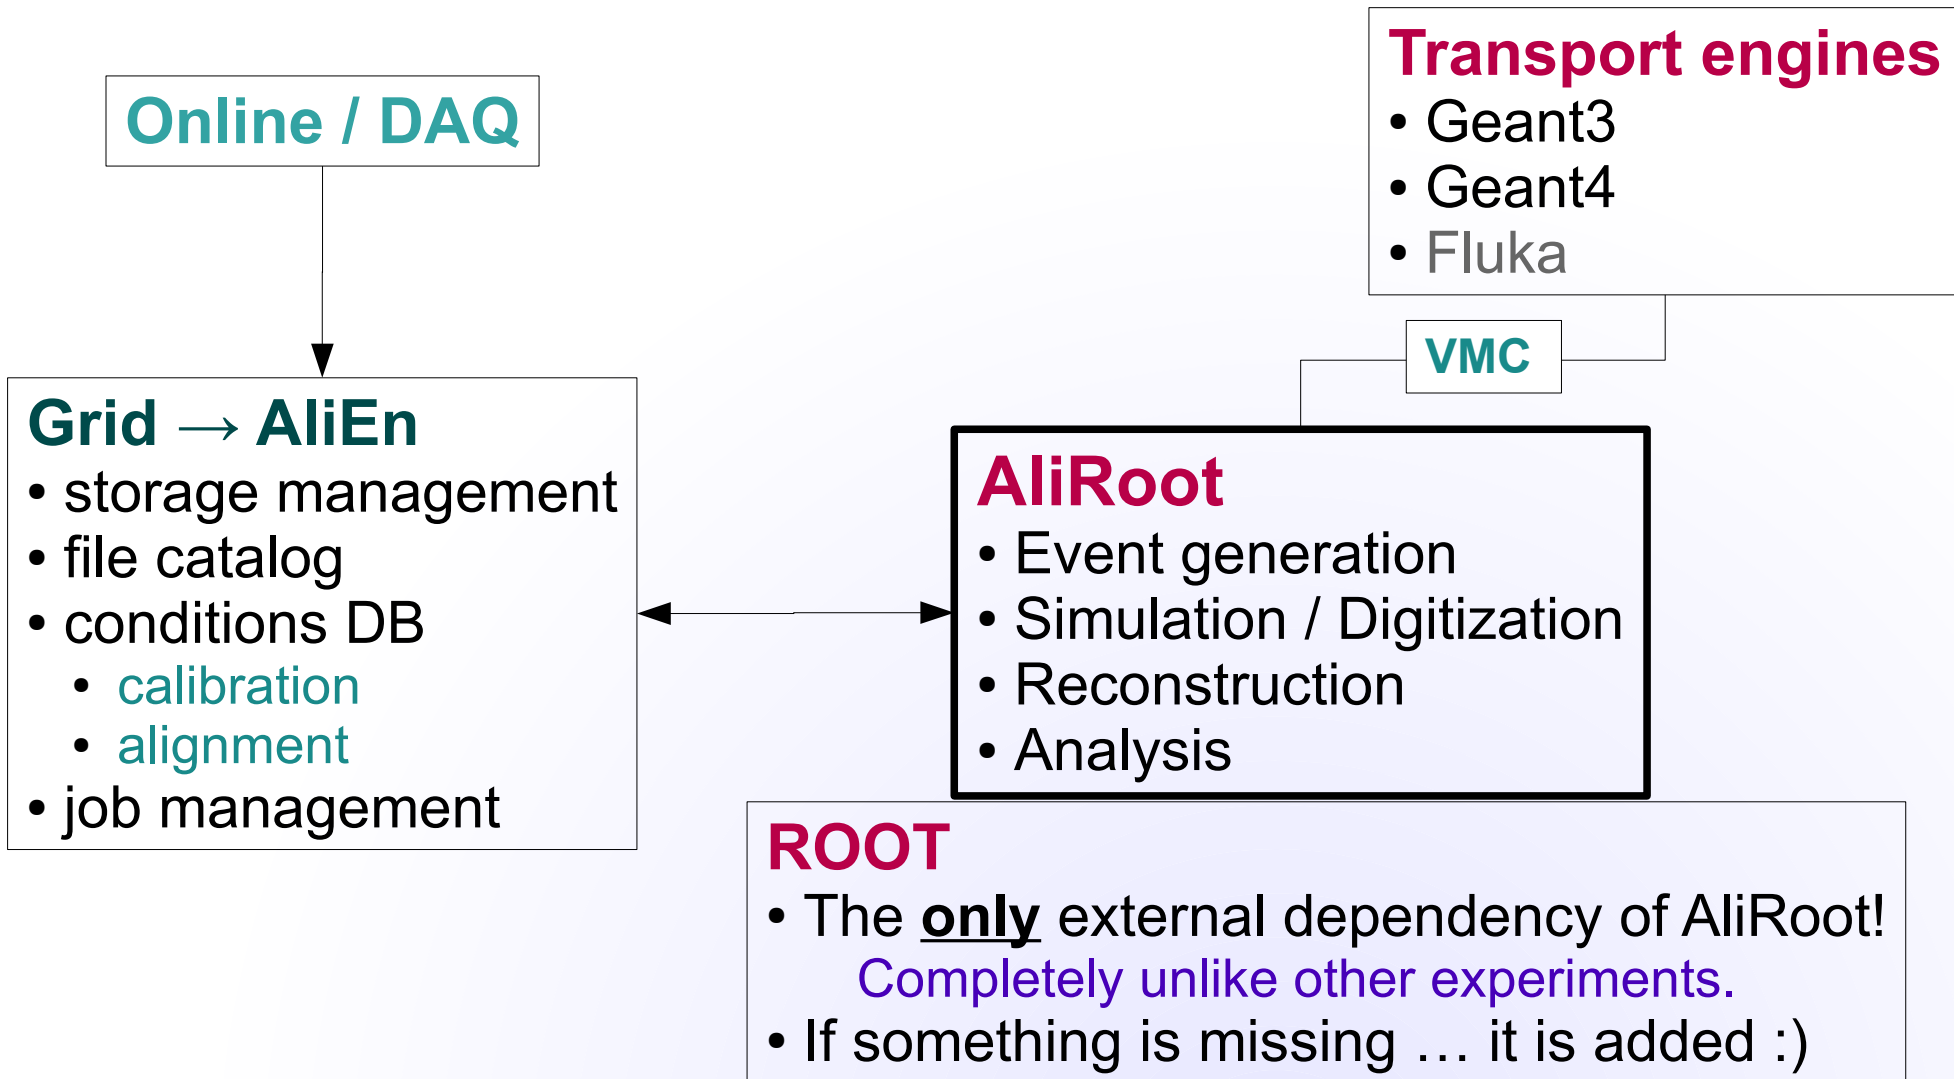 Online / DAQ
Transport engines
• Geant3
• Geant4
• Fluka
VMC
Grid → AliEn
• storage management
• file catalog
• conditions DB
• calibration
• alignment
• job management
AliRoot
• Event generation
• Simulation / Digitization
• Reconstruction
• Analysis
ROOT
• The only external dependency of AliRoot!
Completely unlike other experiments.
• If something is missing … it is added :)